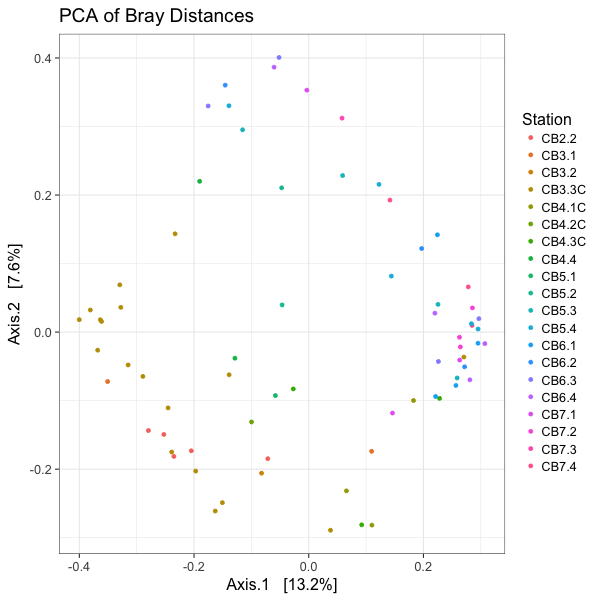 PCA of Bray Distances
Axis.2 [7.6%]
0.4
0.2
0.0
-0.2
-0.4
-0.2
0.0
0.2
Axis.1 [13.2%]
Station
CB2.2
CB3.1
CB3.2
CB3.3C
CB4.1C
CB4.2C
CB4.3C
CB4.4
CB5.1
CB5.2
CB5.3
CB5.4
CB6.1
CB6.2
CB6.3
CB6.4
CB7.1
CB7.2
CB7.3
CB7.4